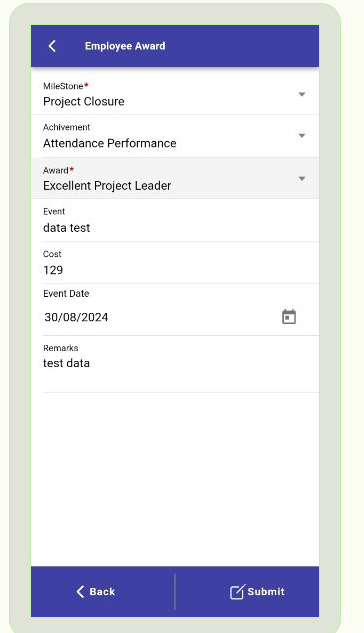 Employee Award
MileStone*
Project Closure
Achivement
Attendance Performance
Award*
Excellent Project Leader
Event
data test
Cost
129
Event Date
30/08/2024
Remarks
test data
Back
Submit